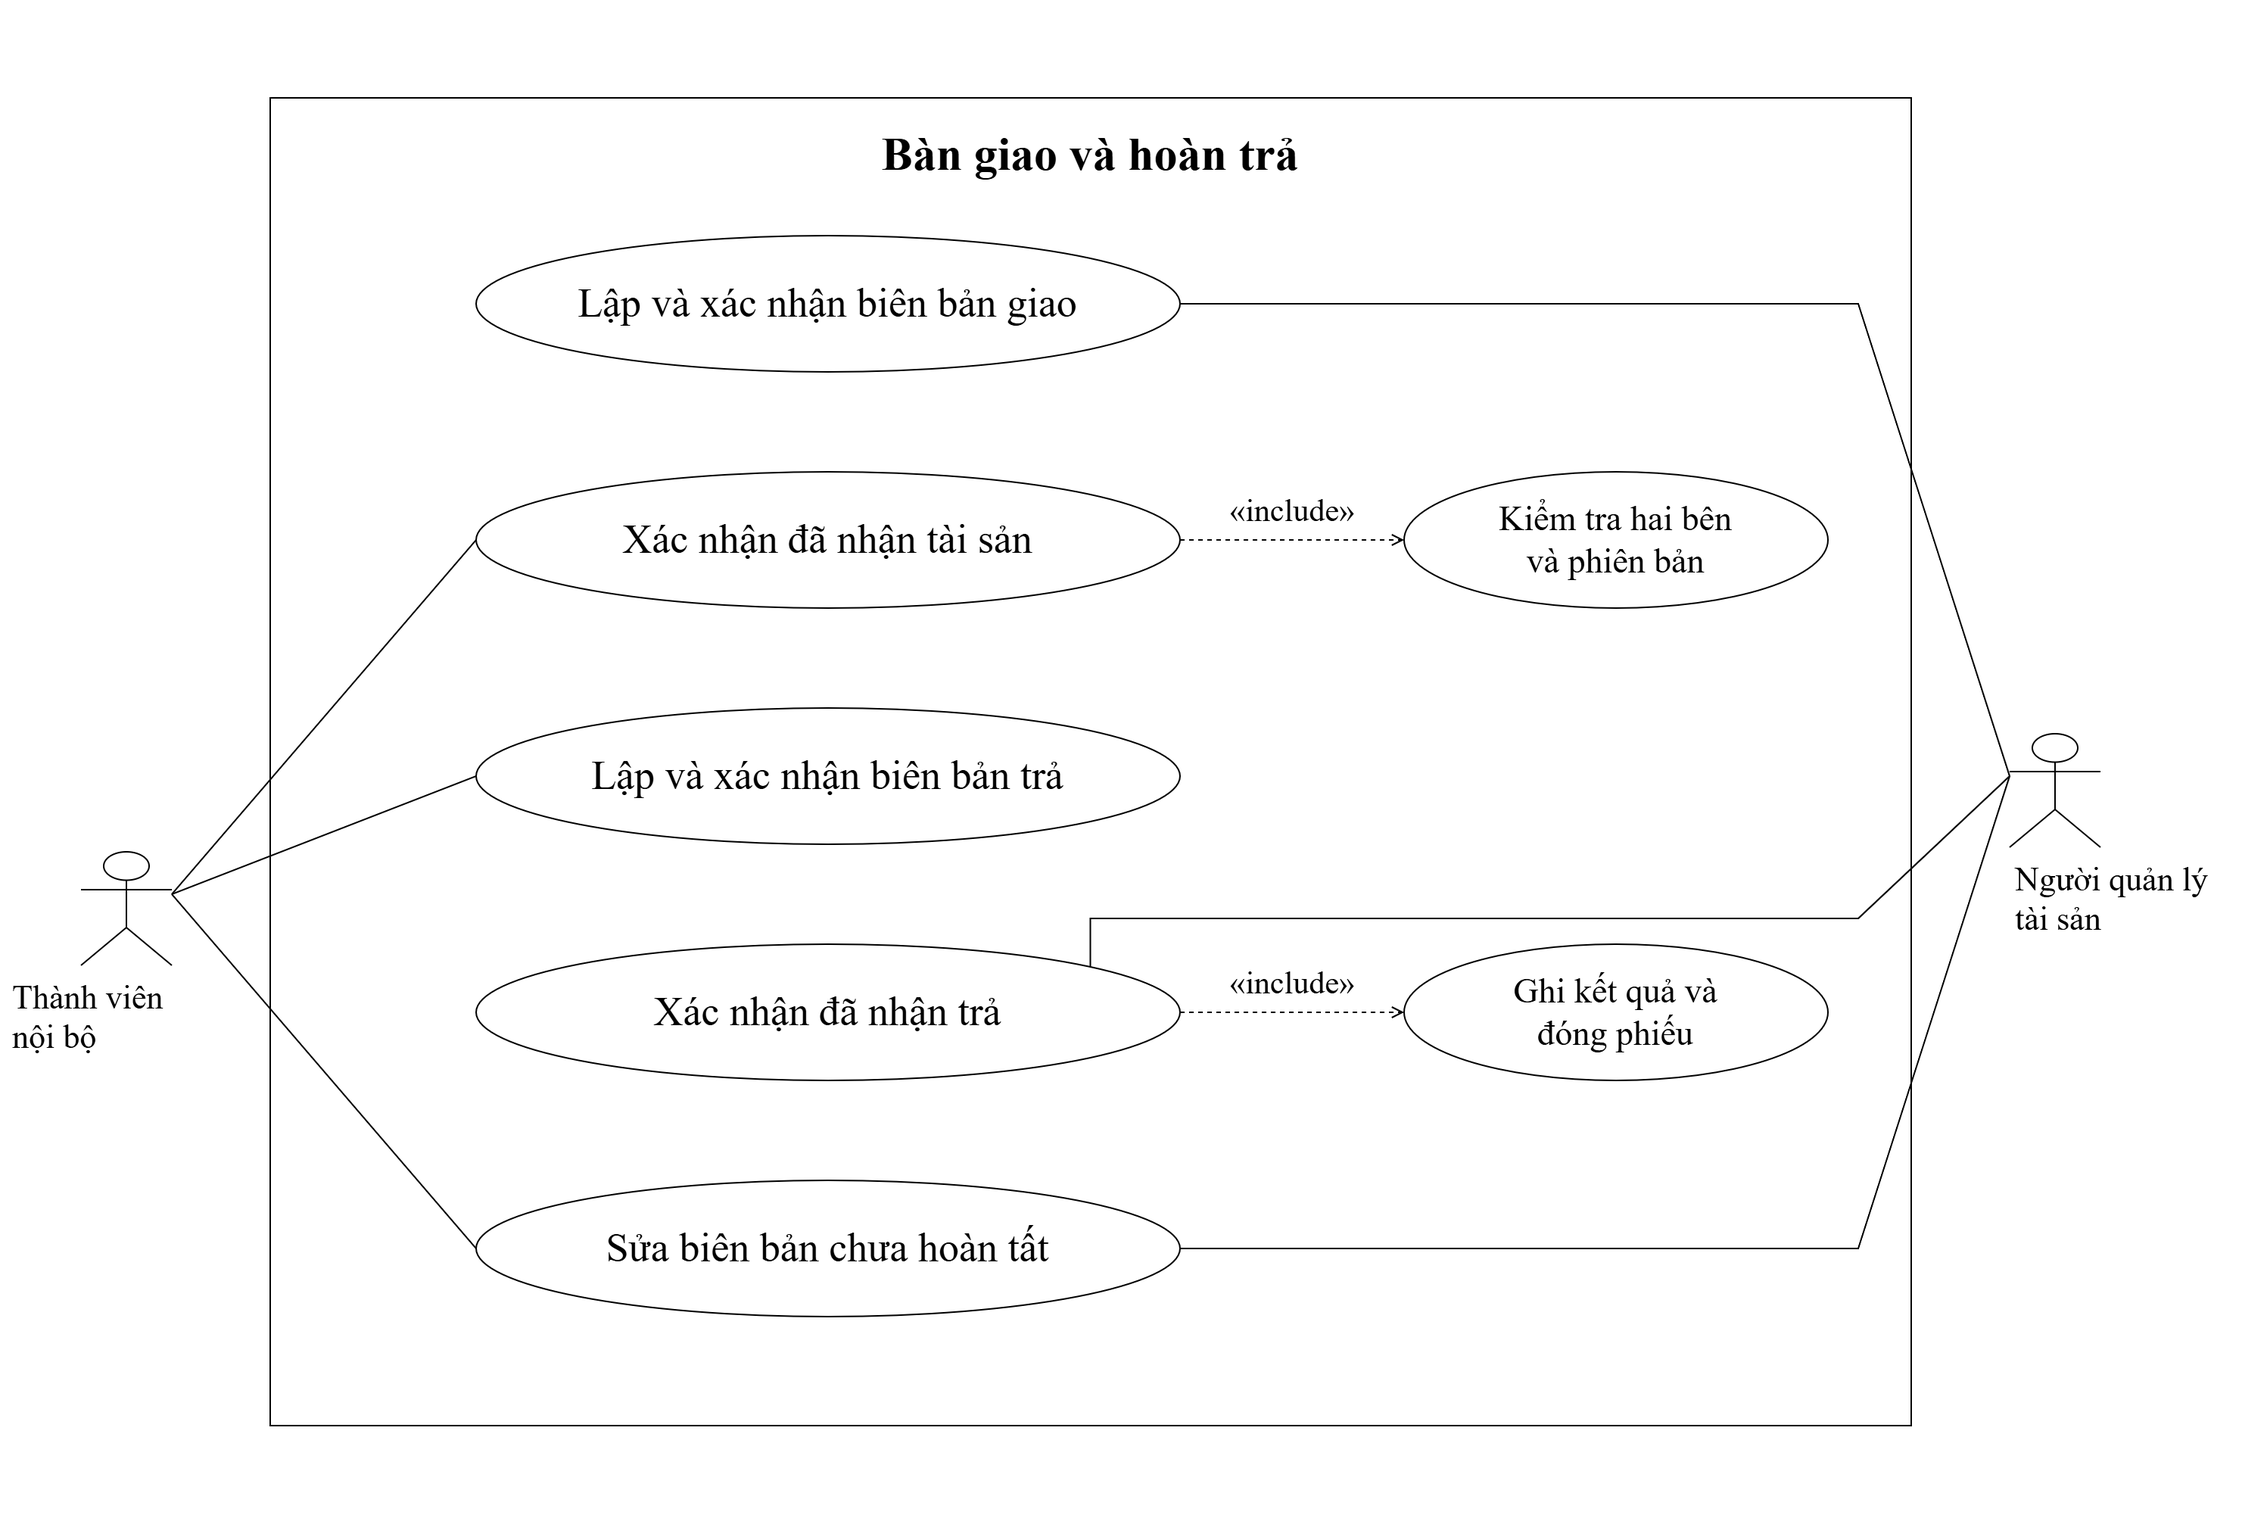 Bàn giao và hoàn trả
Lập và xác nhận biên bản giao
Xác nhận đã nhận tài sản
«include»
Kiểm tra hai bên
và phiên bản
Lập và xác nhận biên bản trả
Thành viên
nội bộ
Người quản lý
tài sản
Xác nhận đã nhận trả
«include»
Ghi kết quả và
đóng phiếu
Sửa biên bản chưa hoàn tất